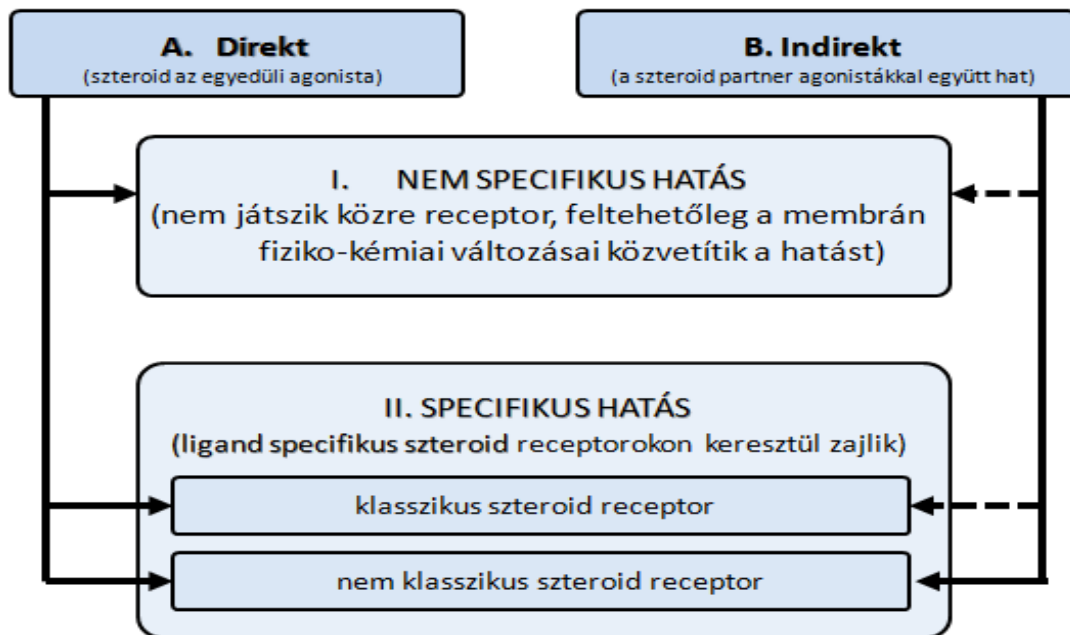 A. Direkt
(szteroid az egyedüli agonista)
B. Indirekt
(a szteroid partner agonistákkal együtt hat)
I. NEM SPECIFIKUS HATÁS
(nem játszik közre receptor, feltehetőleg a membrán
fiziko-kémiai változásai közvetítik a hatást)
II. SPECIFIKUS HATÁS
(ligand specifikus szteroid receptorokon keresztül zajlik)
klasszikus szteroid receptor
nem klasszikus szteroid receptor